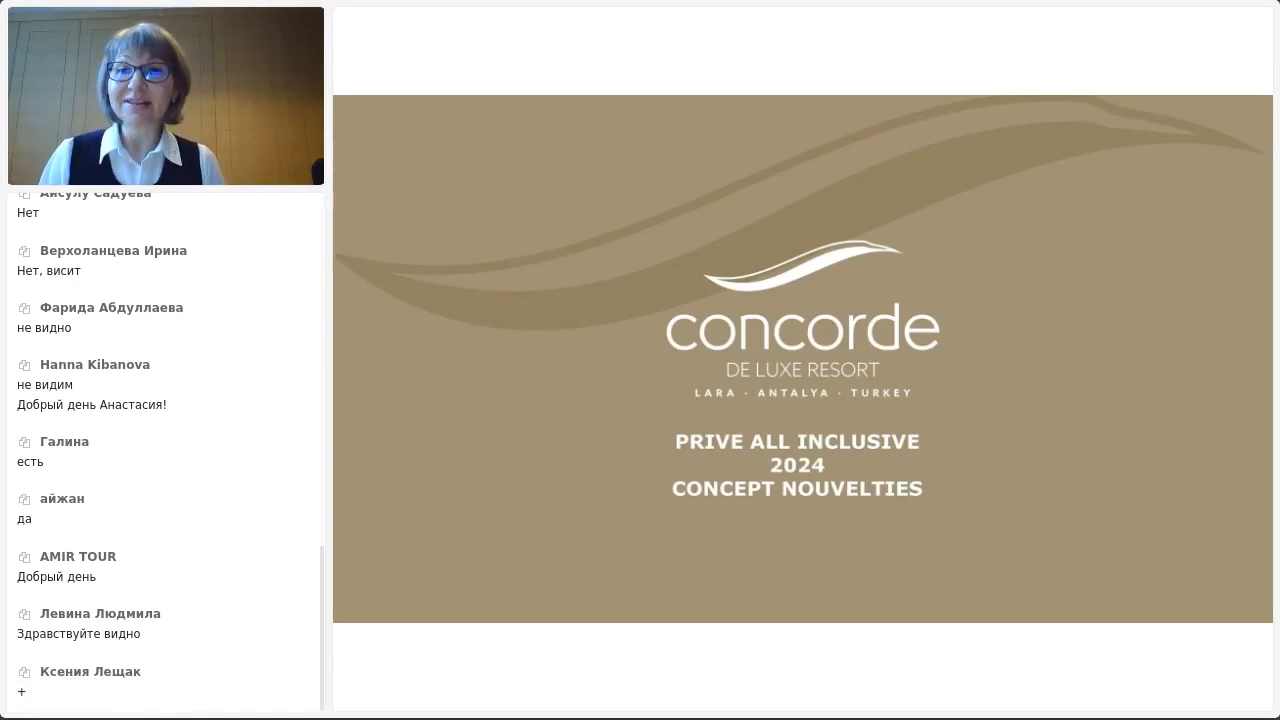 Айсулу Садуева
Нет
Верхоланцева Ирина
Нет, висит
Фарида Абдуллаева
не видно
Hanna Kibanova
не видим
Добрый день Анастасия!
Галина
есть
айжан
да
AMIR TOUR
Добрый день
Левина Людмила
Здравствуйте видно
Ксения Лещак
+
concorde
DE LUXE RESORT
LARA · ANTALYA · TURKEY
PRIVE ALL INCLUSIVE
2024
CONCEPT NOUVELTIES